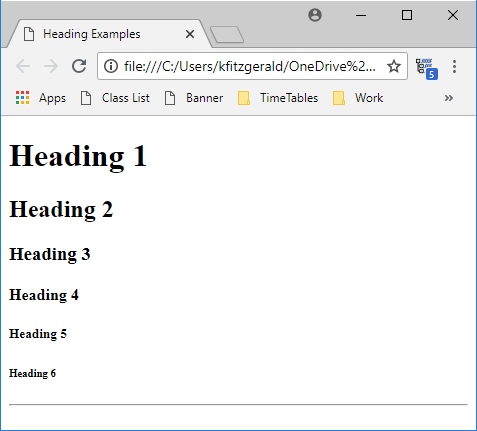 Heading Examples
file:///C:/Users/kfitzgerald/OneDrive%2...
5
Apps Class List Banner TimeTables Work »
Heading 1
Heading 2
Heading 3
Heading 4
Heading 5
Heading 6